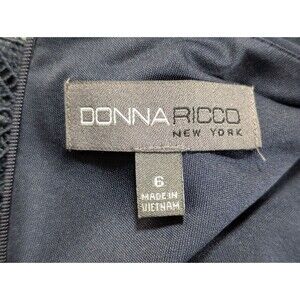 DONNA RICCO
NEW YORK
6
MADE IN
VIETNAM